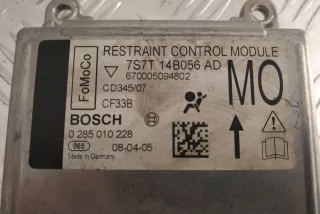 FoMoCo
RESTRAINT CONTROL MODULE
7S7T 14B056 AD
670005094802
CD345/07
CF33B
MO
BOSCH
0 285 010 228
08-04-05
Made in Germany